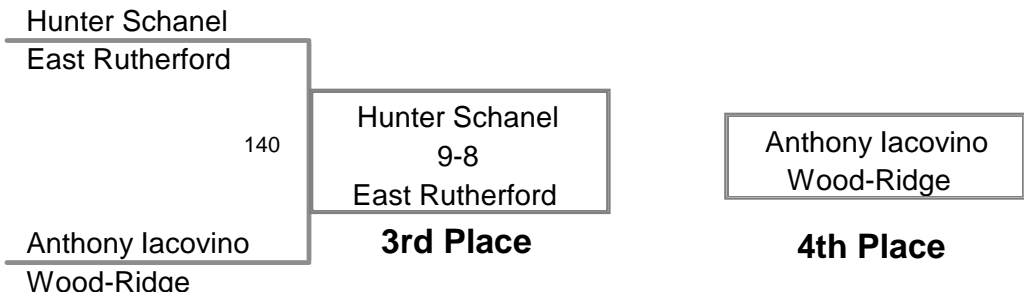 Hunter Schanel
East Rutherford
140
Hunter Schanel
9-8
East Rutherford
3rd Place
Anthony Iacovino
Wood-Ridge
4th Place
Anthony Iacovino
Wood-Ridge